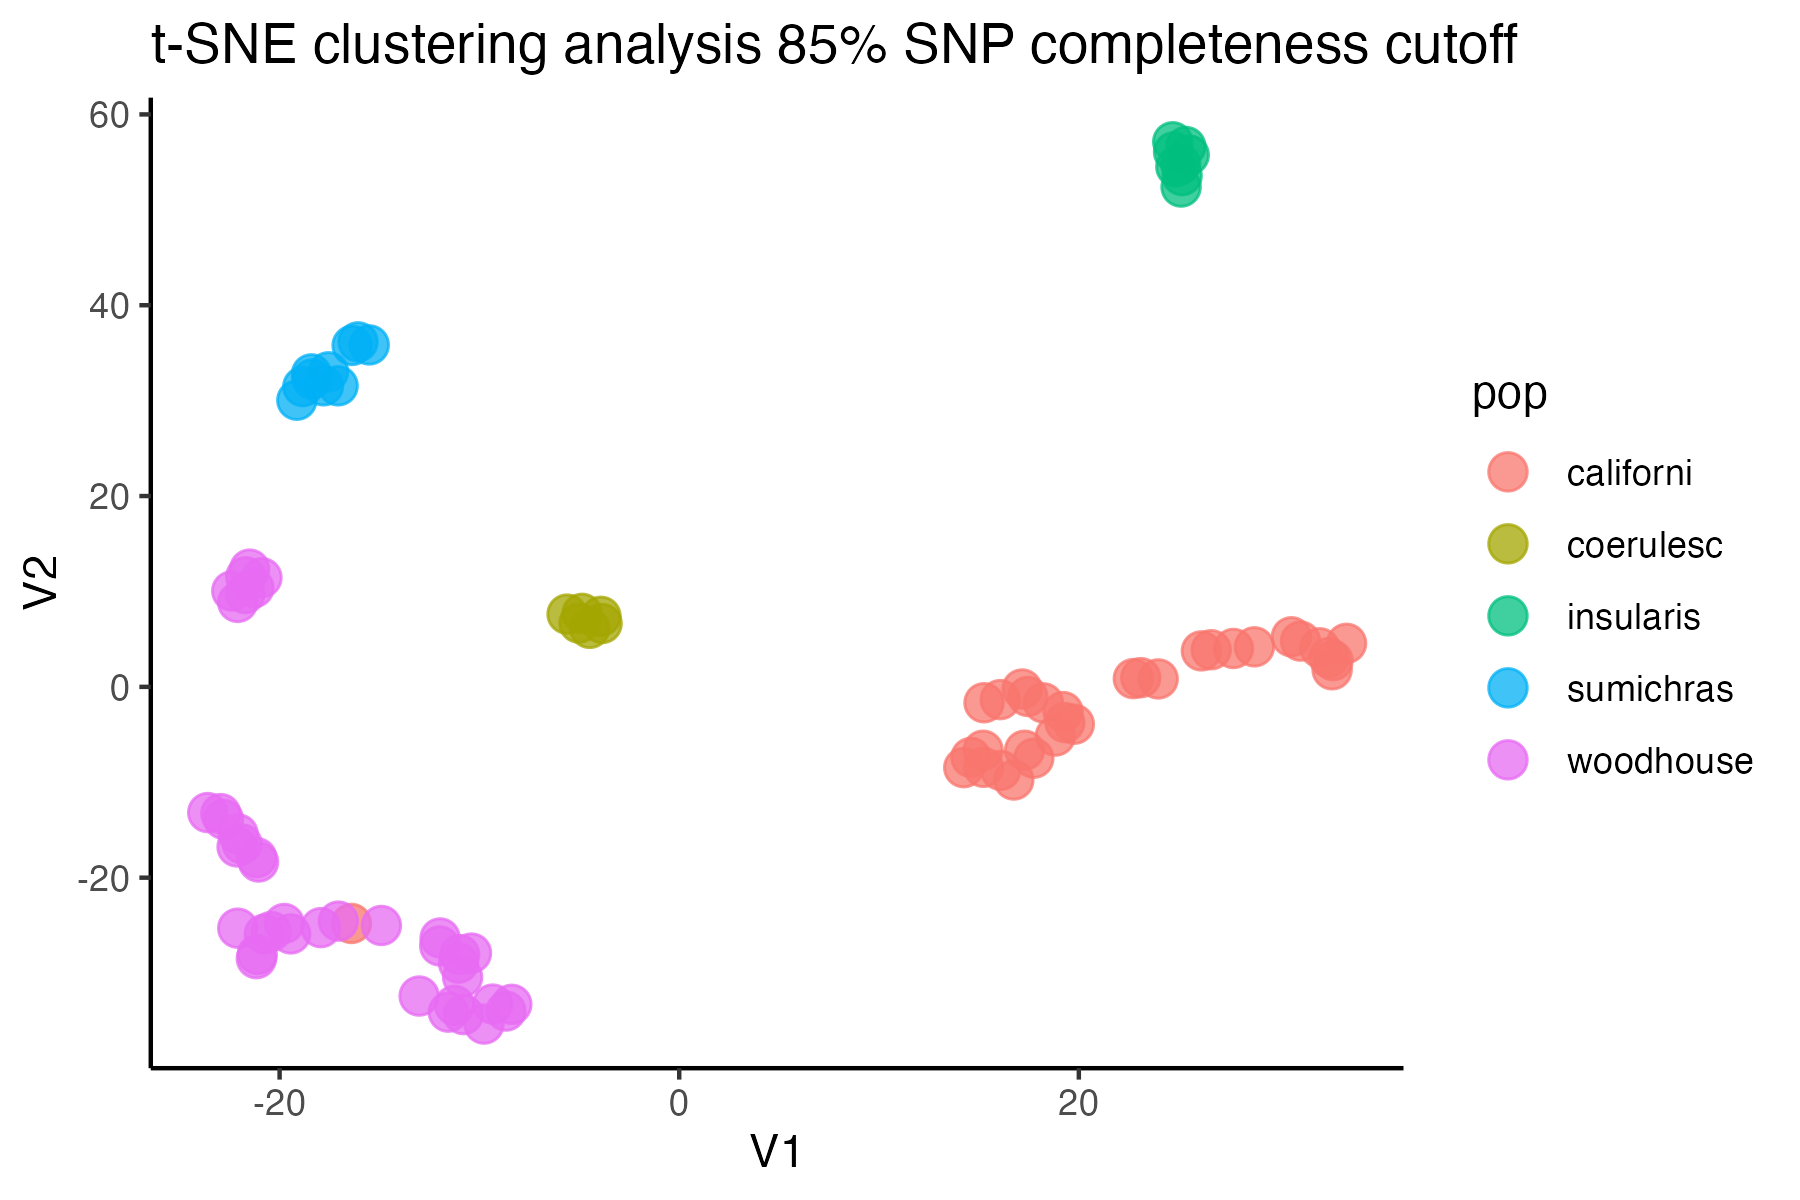 t-SNE clustering analysis 85% SNP completeness cutoff
60
40
20
0
-20
V2
-20
0
20
V1
pop
californi
coerulesc
insularis
sumichras
woodhouse